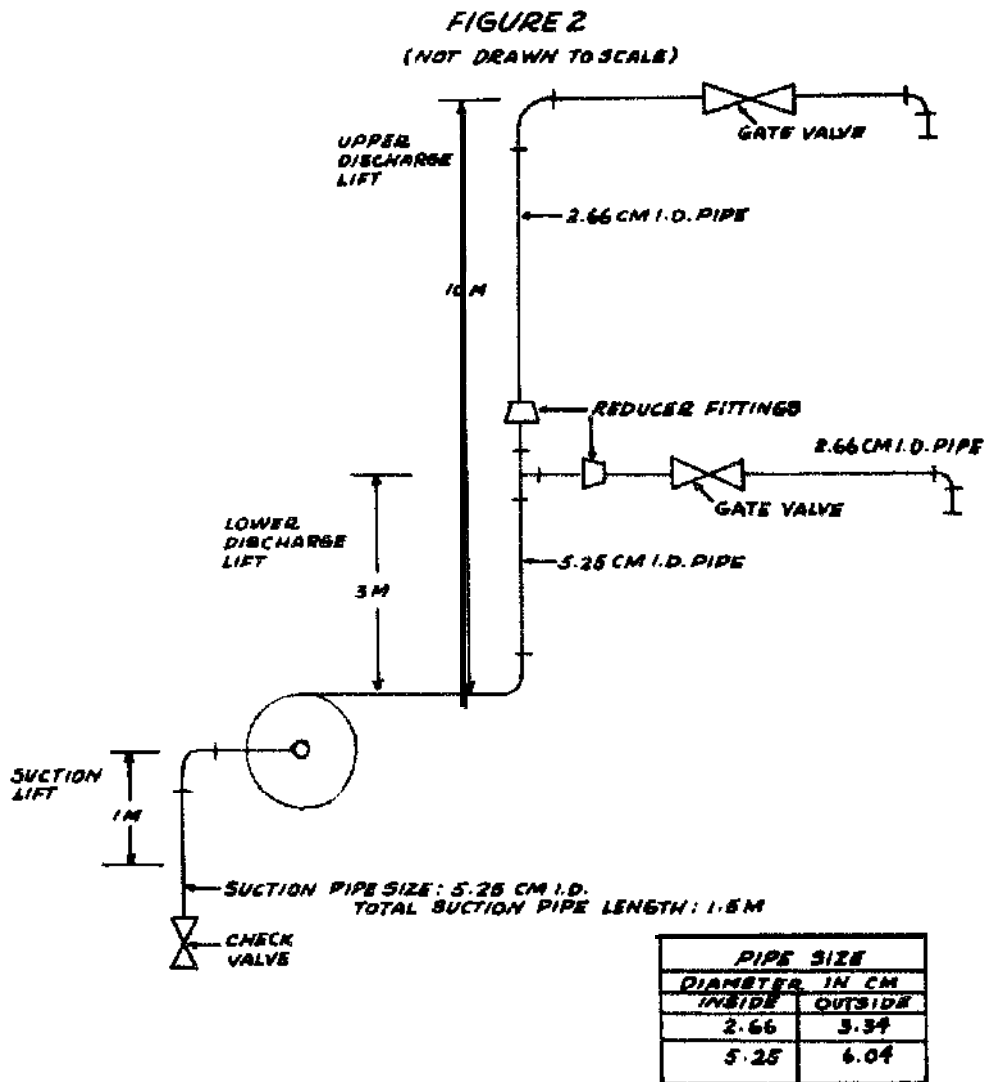 FIGURE 2
(NOT DRAWN TO SCALE)
UPPER
DISCHARGE
LIFT
GATE VALVE
2.66 CM I.D. PIPE
10 M
REDUCER FITTINGS
2.66 CM I.D. PIPE
GATE VALVE
LOWER
DISCHARGE
LIFT
5.25 CM I.D. PIPE
3 M
SUCTION
LIFT
1 M
SUCTION PIPE SIZE: 5.25 CM I.D.
TOTAL SUCTION PIPE LENGTH: 1.5 M
CHECK
VALVE
PIPE SIZE
DIAMETER IN CM
INSIDE OUTSIDE
2.66 3.34
5.25 6.04